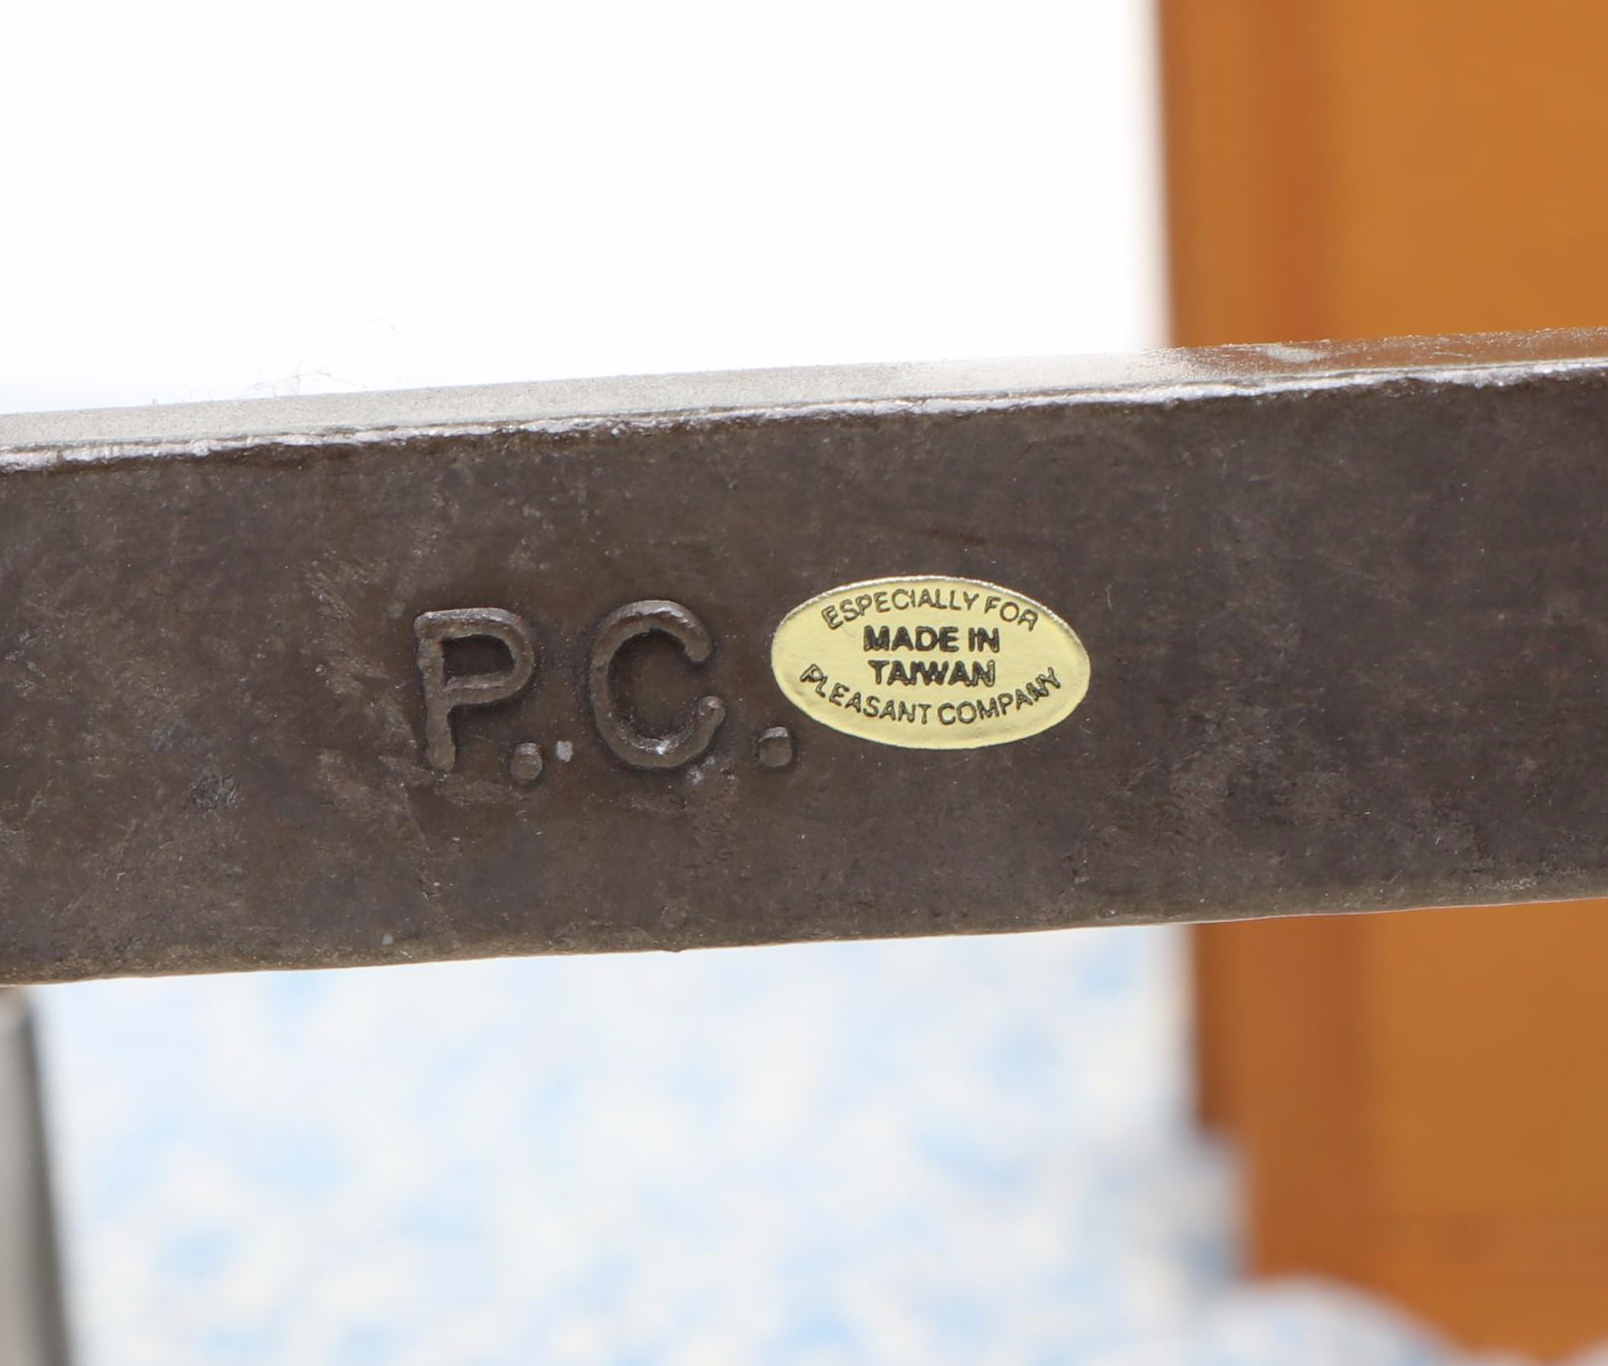 P.C.
ESPECIALLY FOR
MADE IN
TAIWAN
PLEASANT COMPANY